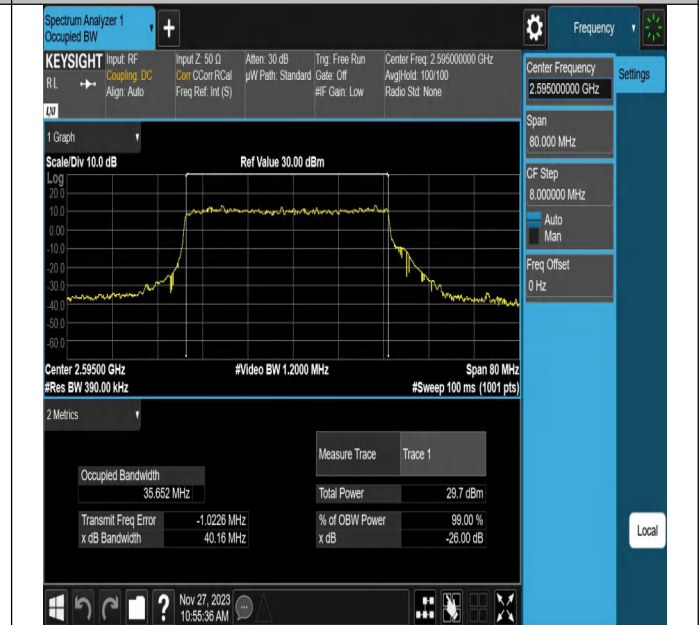 Spectrum Analyzer 1
Occupied BW
Frequency
KEYSIGHT
RL
LXI
Input: RF
Coupling: DC
Align: Auto
Input Z: 50 Ω
Corr CCorr RCal
Freq Ref: Int (S)
Atten: 30 dB
µW Path: Standard
Trig: Free Run
Gate: Off
#IF Gain: Low
Center Freq: 2.595000000 GHz
Avg|Hold: 100/100
Radio Std: None
Center Frequency
2.595000000 GHz
Settings
Span
80.000 MHz
CF Step
8.000000 MHz
Auto
Man
Freq Offset
0 Hz
1 Graph
Scale/Div 10.0 dB
Ref Value 30.00 dBm
Log
20.0
10.0
0.00
-10.0
-20.0
-30.0
-40.0
-50.0
-60.0
Center 2.59500 GHz
#Video BW 1.2000 MHz
Span 80 MHz
#Res BW 390.00 kHz
#Sweep 100 ms (1001 pts)
2 Metrics
Measure Trace
Trace 1
Occupied Bandwidth
35.652 MHz
Total Power
29.7 dBm
Transmit Freq Error
-1.0226 MHz
% of OBW Power
99.00 %
x dB Bandwidth
40.16 MHz
x dB
-26.00 dB
Local
?
Nov 27, 2023
10:55:36 AM